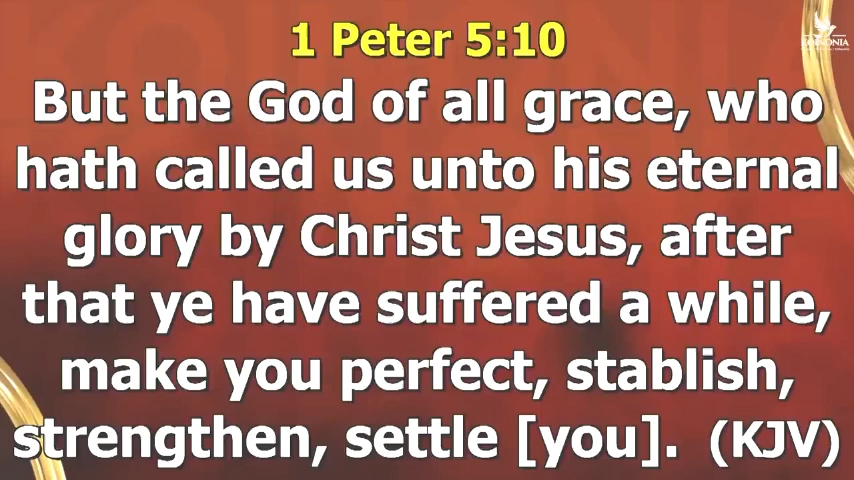 1 Peter 5:10
But the God of all grace, who
hath called us unto his eternal
glory by Christ Jesus, after
that ye have suffered a while,
make you perfect, stablish,
strengthen, settle [you]. (KJV)
KOINONIA